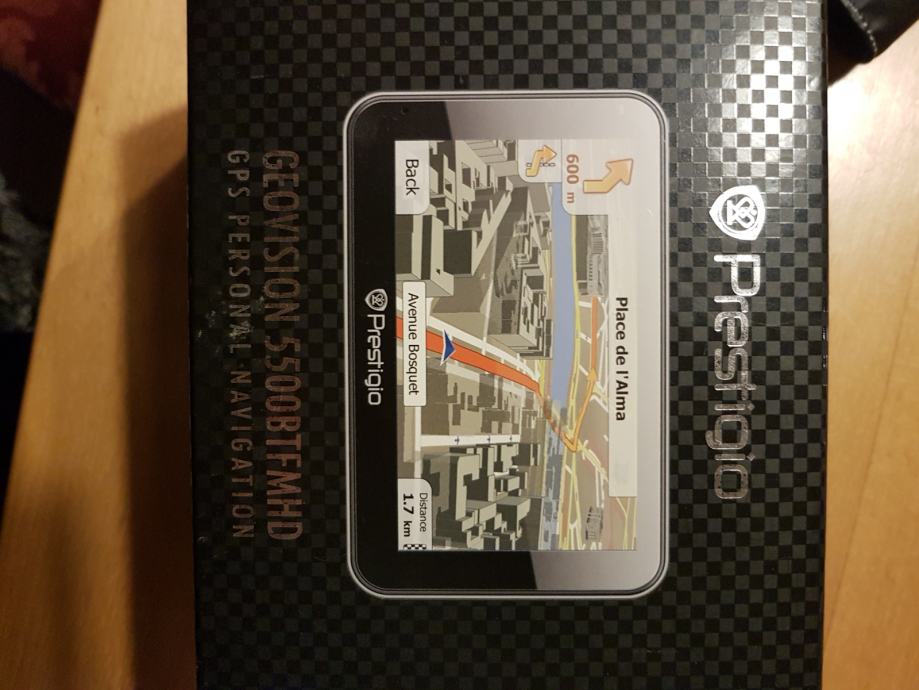 Prestigio
Place de l'Alma
600 m
Back
Avenue Bosquet
Distance
1.7 km
Prestigio
GEOVISION 5500BTFMHD
GPS PERSONAL NAVIGATION